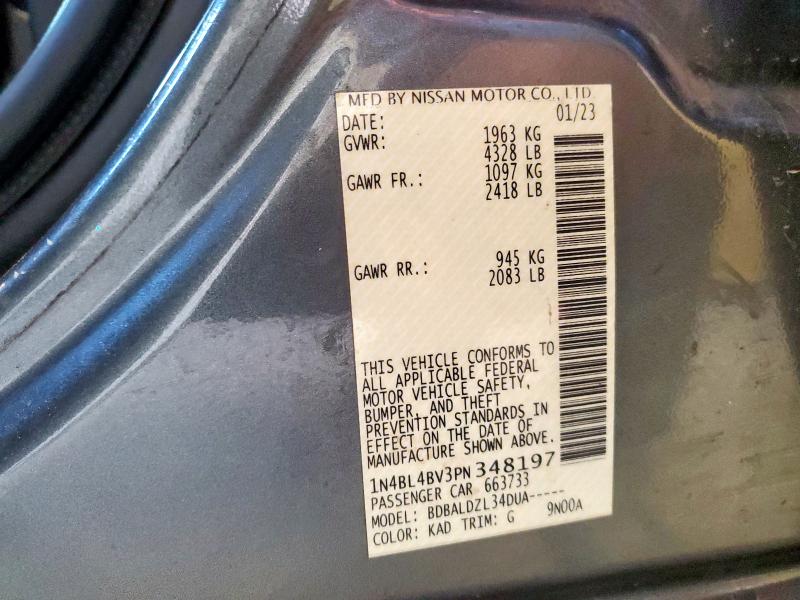 MFD BY NISSAN MOTOR CO., LTD
DATE: 01/23
GVWR: 1963 KG
4328 LB
GAWR FR.: 1097 KG
2418 LB
GAWR RR.: 945 KG
2083 LB
THIS VEHICLE CONFORMS TO
ALL APPLICABLE FEDERAL
MOTOR VEHICLE SAFETY,
BUMPER, AND THEFT
PREVENTION STANDARDS IN
EFFECT ON THE DATE OF
MANUFACTURE SHOWN ABOVE.
1N4BL4BV3PN348197
PASSENGER CAR 663733
MODEL: BDBALDZL34DUA-----
COLOR: KAD TRIM: G 9N00A